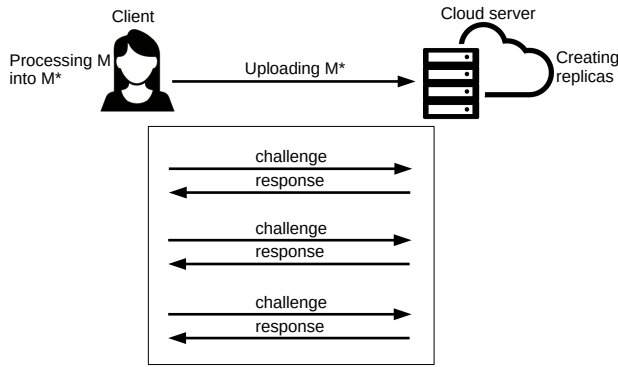 Client
Cloud server
Processing M
into M*
Uploading M*
Creating
replicas
challenge
response
challenge
response
challenge
response